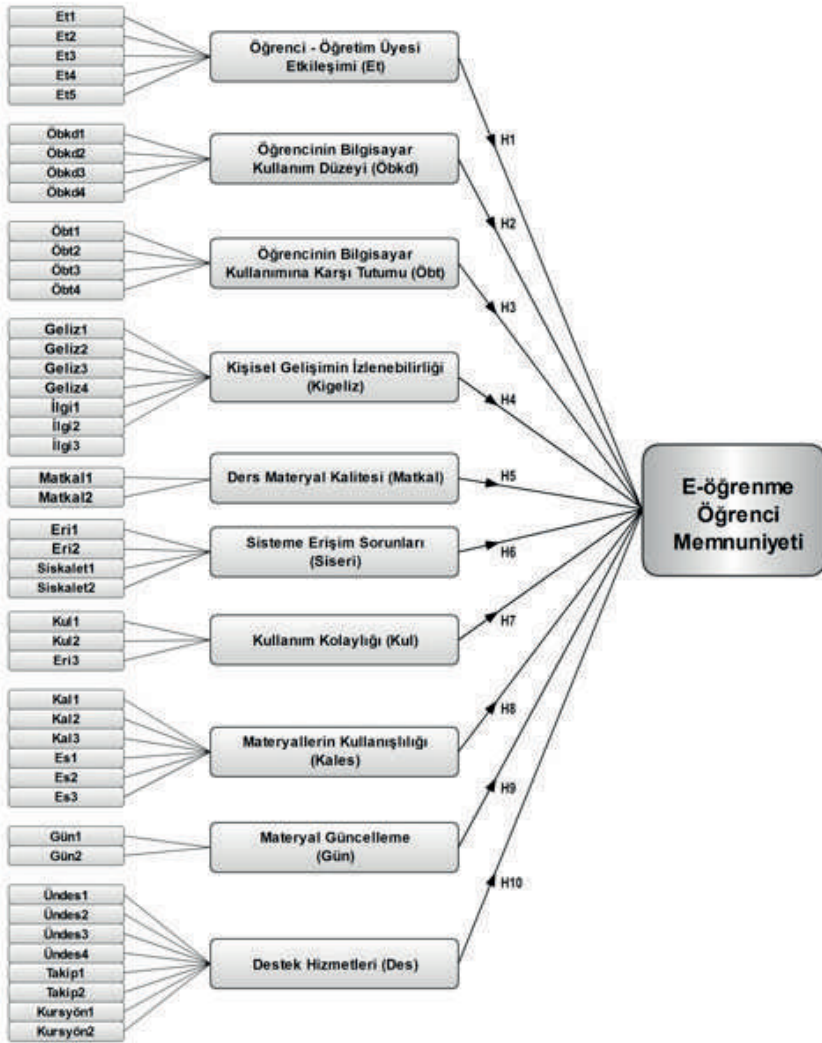 Et1
Et2
Et3
Et4
Et5
Öğrenci - Öğretim Üyesi
Etkileşimi (Et)
H1
Öbkd1
Öbkd2
Öbkd3
Öbkd4
Öğrencinin Bilgisayar
Kullanım Düzeyi (Öbkd)
H2
Öbt1
Öbt2
Öbt3
Öbt4
Öğrencinin Bilgisayar
Kullanımına Karşı Tutumu (Öbt)
H3
Geliz1
Geliz2
Geliz3
Geliz4
İlgi1
İlgi2
İlgi3
Kişisel Gelişimin İzlenebilirliği
(Kigeliz)
H4
Matkal1
Matkal2
Ders Materyal Kalitesi (Matkal)
H5
Eri1
Eri2
Siskalet1
Siskalet2
Sisteme Erişim Sorunları
(Siseri)
H6
Kul1
Kul2
Eri3
Kullanım Kolaylığı (Kul)
H7
Kal1
Kal2
Kal3
Es1
Es2
Es3
Materyallerin Kullanışlılığı
(Kales)
H8
Gün1
Gün2
Materyal Güncelleme
(Gün)
H9
Ündes1
Ündes2
Ündes3
Ündes4
Takip1
Takip2
Kursyön1
Kursyön2
Destek Hizmetleri (Des)
H10
E-öğrenme
Öğrenci
Memnuniyeti